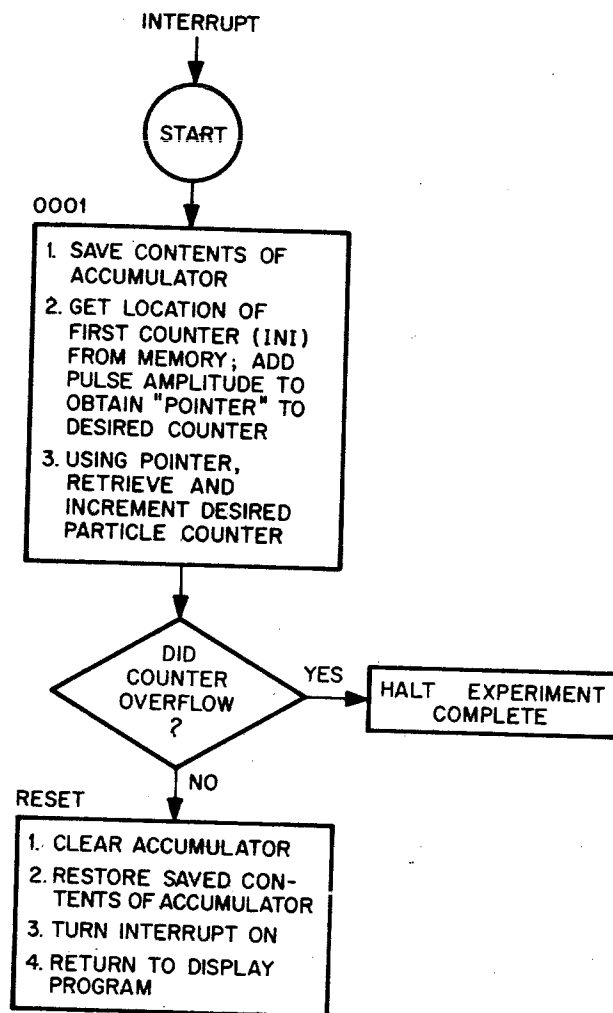 INTERRUPT
START
0001
1. SAVE CONTENTS OF
ACCUMULATOR
2. GET LOCATION OF
FIRST COUNTER (INI)
FROM MEMORY; ADD
PULSE AMPLITUDE TO
OBTAIN "POINTER" TO
DESIRED COUNTER
3. USING POINTER,
RETRIEVE AND
INCREMENT DESIRED
PARTICLE COUNTER
DID
COUNTER
OVERFLOW
?
YES
HALT EXPERIMENT
COMPLETE
NO
RESET
1. CLEAR ACCUMULATOR
2. RESTORE SAVED CON-
TENTS OF ACCUMULATOR
3. TURN INTERRUPT ON
4. RETURN TO DISPLAY
PROGRAM